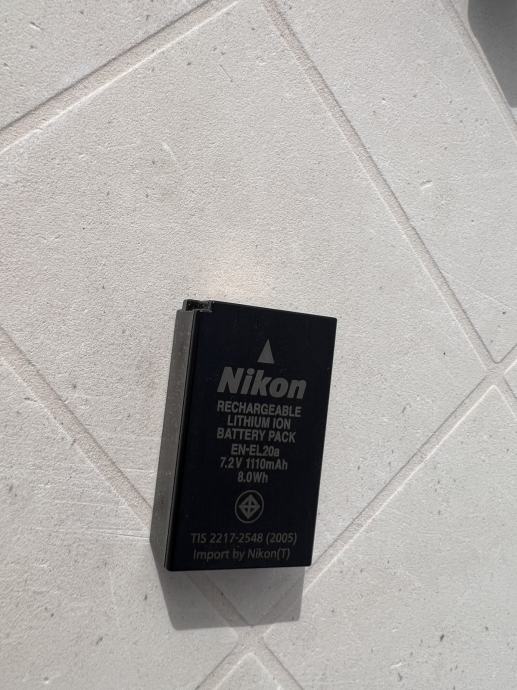 Nikon
RECHARGEABLE
LITHIUM ION
BATTERY PACK
EN-EL20a
7.2V 1110mAh
8.0Wh
TIS 2217-2548 (2005)
Import by Nikon(T)